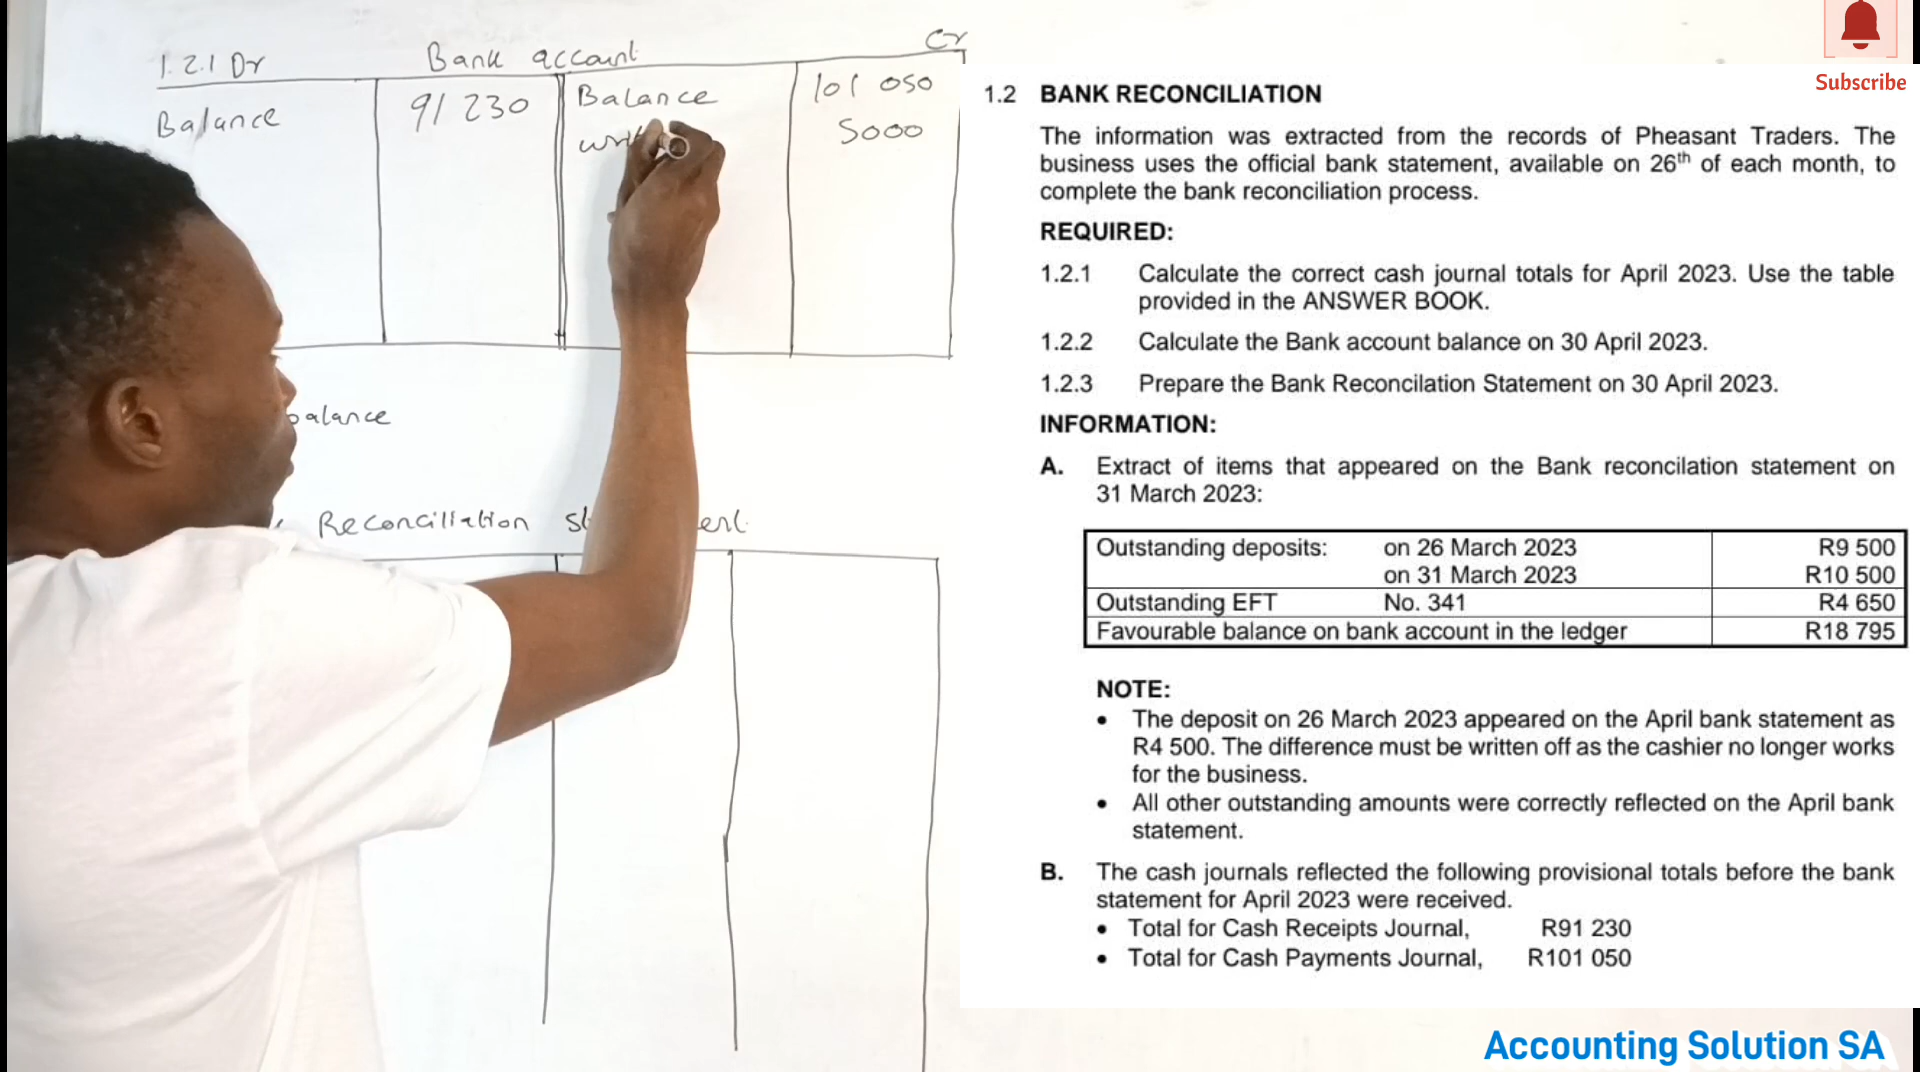 1.2.1 Dr
Bank account
Cr
Balance
91 230
Balance
101 050
5000
balance
Reconcilliation
Subscribe
1.2 BANK RECONCILIATION
The information was extracted from the records of Pheasant Traders. The
business uses the official bank statement, available on 26th of each month, to
complete the bank reconciliation process.
REQUIRED:
1.2.1 Calculate the correct cash journal totals for April 2023. Use the table
provided in the ANSWER BOOK.
1.2.2 Calculate the Bank account balance on 30 April 2023.
1.2.3 Prepare the Bank Reconcilation Statement on 30 April 2023.
INFORMATION:
A. Extract of items that appeared on the Bank reconcilation statement on
31 March 2023:
Outstanding deposits: on 26 March 2023 R9 500
on 31 March 2023 R10 500
Outstanding EFT No. 341 R4 650
Favourable balance on bank account in the ledger R18 795
NOTE:
• The deposit on 26 March 2023 appeared on the April bank statement as
R4 500. The difference must be written off as the cashier no longer works
for the business.
• All other outstanding amounts were correctly reflected on the April bank
statement.
B. The cash journals reflected the following provisional totals before the bank
statement for April 2023 were received.
• Total for Cash Receipts Journal, R91 230
• Total for Cash Payments Journal, R101 050
Accounting Solution SA